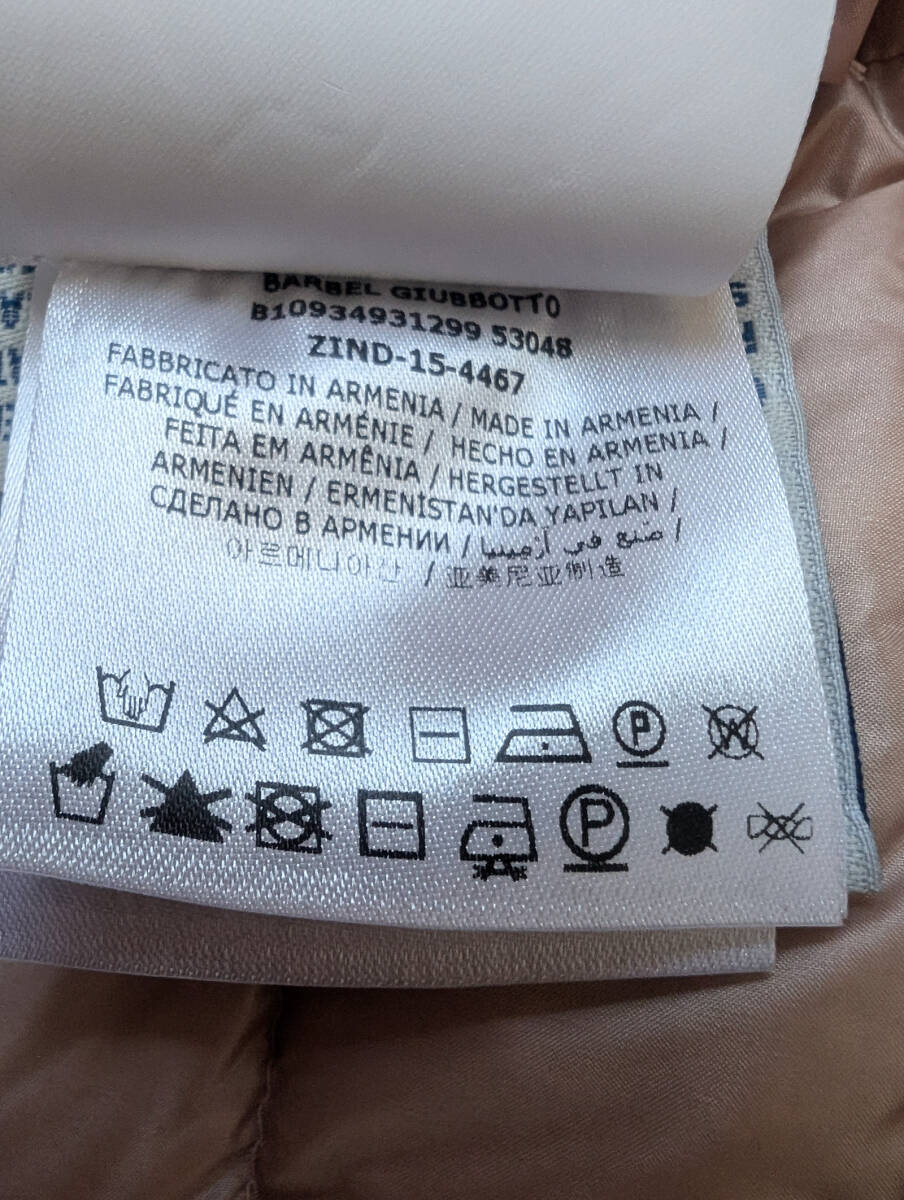 BARBEL GIUBBOTTO
B10934931299 53048
ZIND-15-4467
FABBRICATO IN ARMENIA / MADE IN ARMENIA /
FABRIQUÉ EN ARMÉNIE / HECHO EN ARMENIA /
FEITA EM ARMÊNIA / HERGESTELLT IN
ARMENIEN / ERMENİSTAN'DA YAPILAN /
СДЕЛАНО В АРМЕНИИ / صنع في أرمينيا /
아르메니아산 / 亚美尼亚制造
P W
P